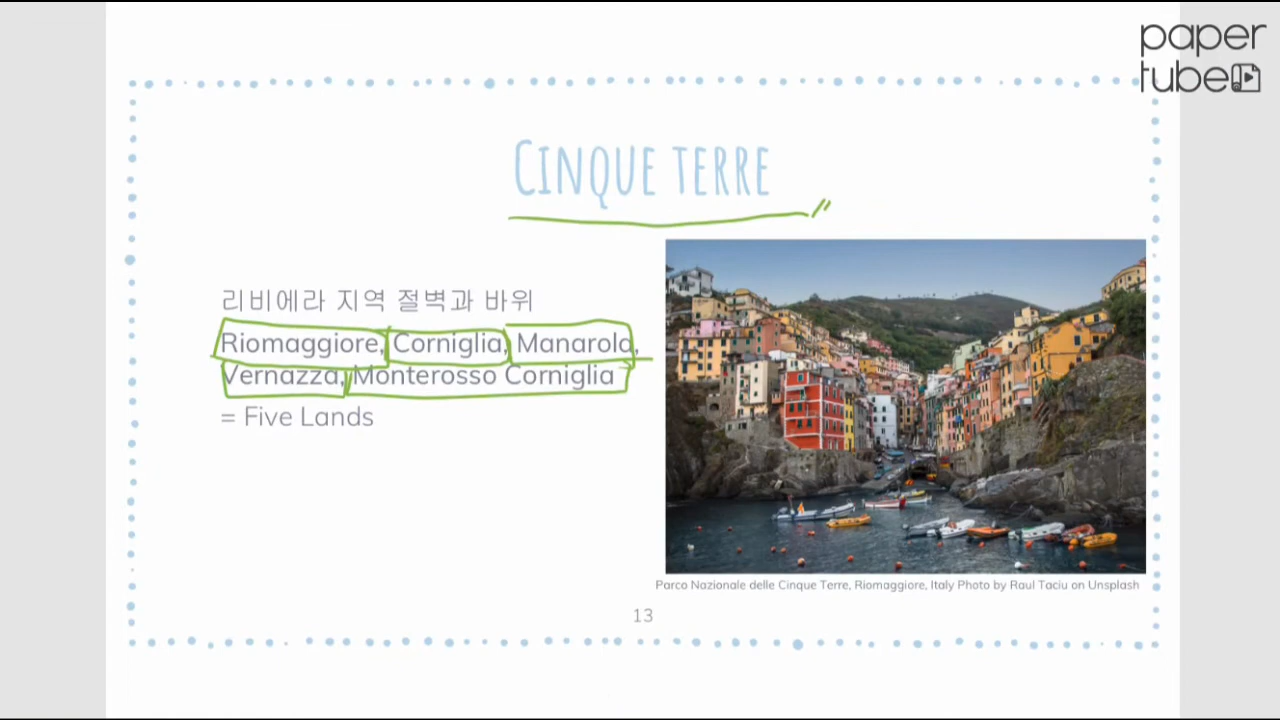 paper
tube
CINQUE TERRE
리비에라 지역 절벽과 바위
Riomaggiore, Corniglia, Manarola,
Vernazza, Monterosso Corniglia
= Five Lands
Parco Nazionale delle Cinque Terre, Riomaggiore, Italy Photo by Raul Taciu on Unsplash
13